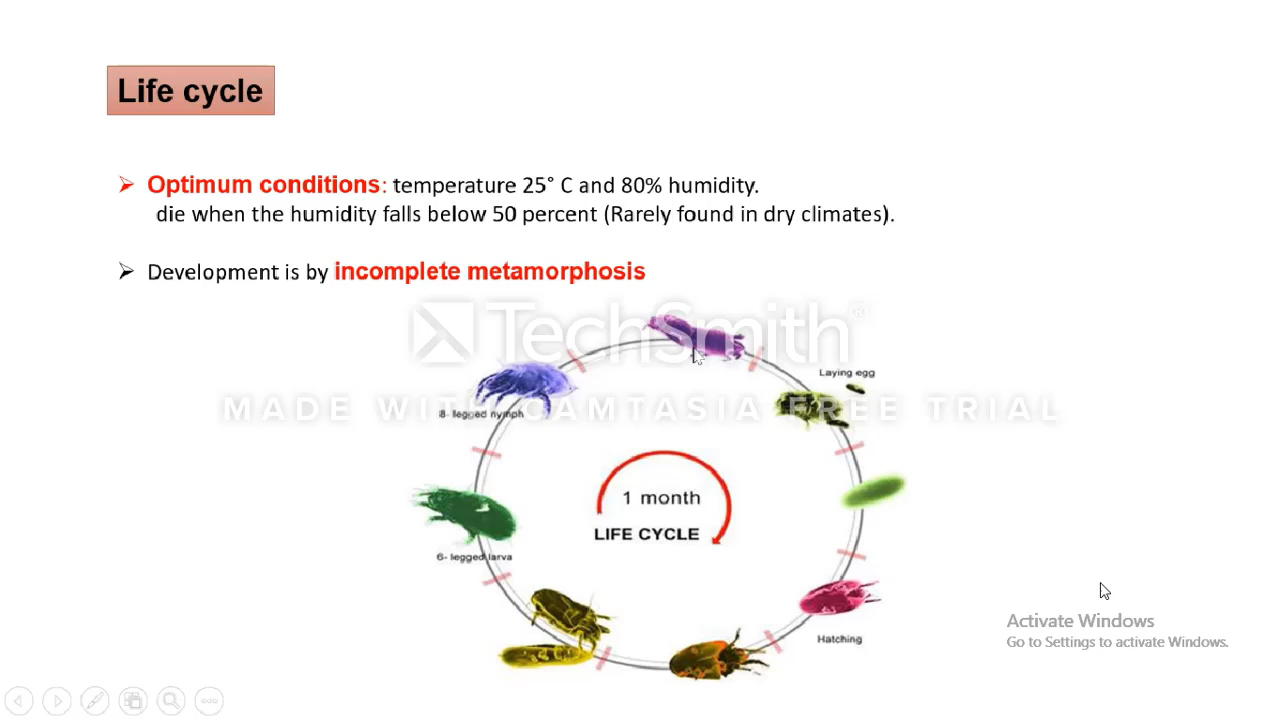 Life cycle
➢ Optimum conditions: temperature 25° C and 80% humidity.
die when the humidity falls below 50 percent (Rarely found in dry climates).
➢ Development is by incomplete metamorphosis
TechSmith®
MADE WITH CAMTASIA FREE TRIAL
Laying egg
8- legged nymph
1 month
LIFE CYCLE
6- legged larva
Hatching
Activate Windows
Go to Settings to activate Windows.